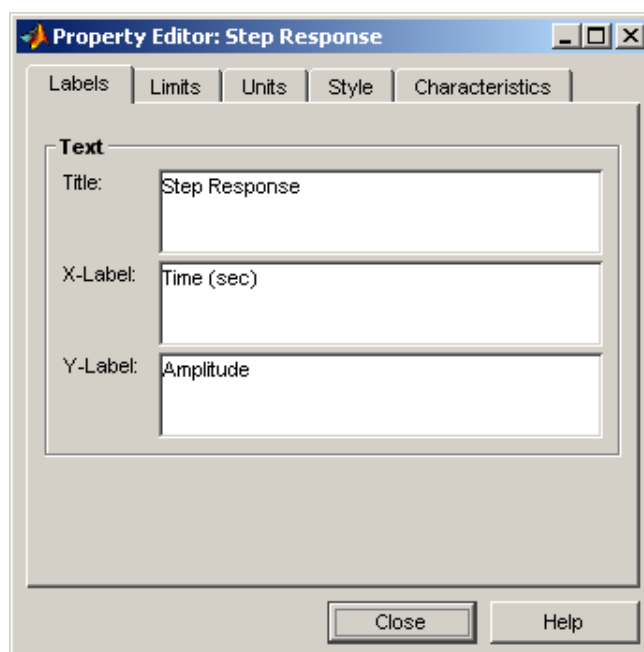 Property Editor: Step Response
Labels Limits Units Style Characteristics
Text
Title: Step Response
X-Label: Time (sec)
Y-Label: Amplitude
Close Help